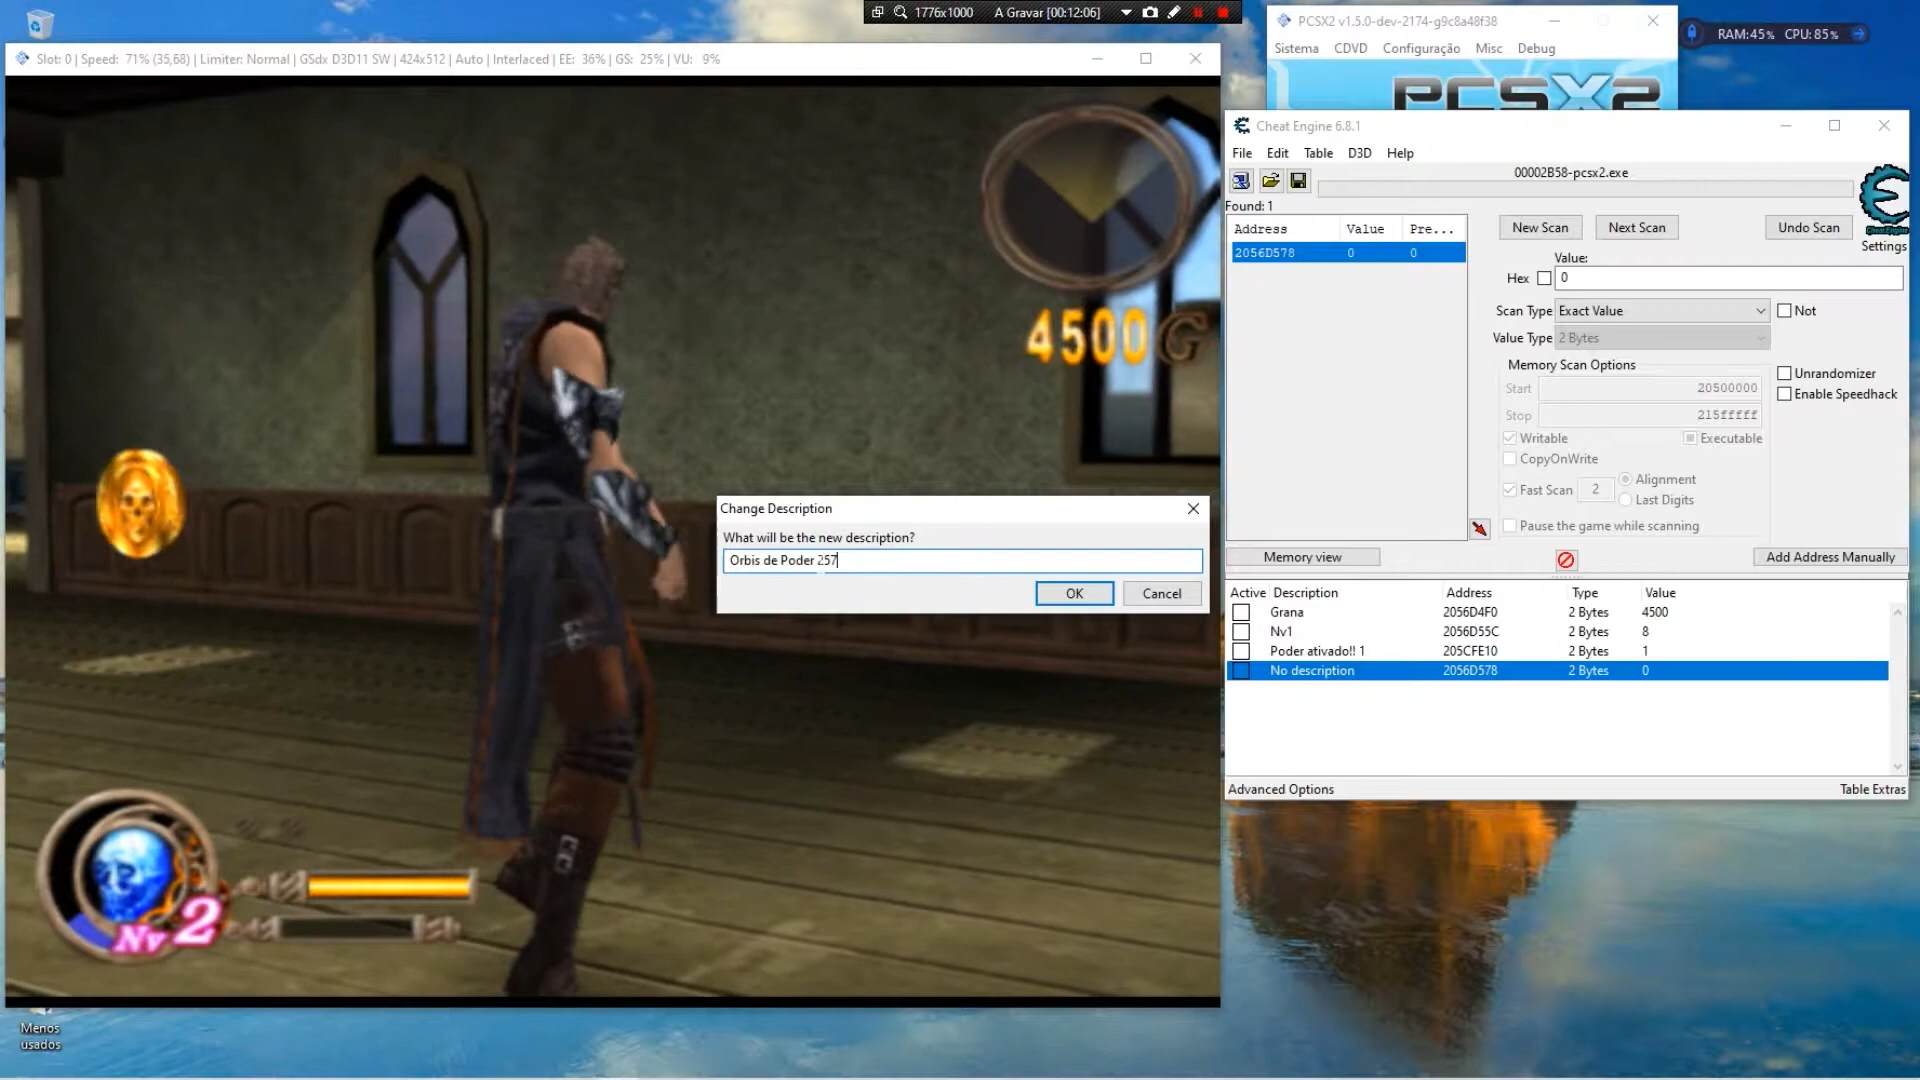 1776x1000 A Gravar [00:12:06]
PCSX2 v1.5.0-dev-2174-g9c8a48f38
RAM:45% CPU:85%
Sistema CDVD Configuração Misc Debug
PCSX2
Slot: 0 | Speed: 71% (35,68) | Limiter: Normal | GSdx D3D11 SW | 424x512 | Auto | Interlaced | EE: 36% | GS: 25% | VU: 9%
4500G
Nv2
Menos
usados
Change Description
What will be the new description?
Orbis de Poder 257
OK Cancel
Cheat Engine 6.8.1
File Edit Table D3D Help
00002B58-pcsx2.exe
Found: 1
Address Value Pre...
2056D578 0 0
New Scan Next Scan Undo Scan
Cheat Engine
Settings
Value:
Hex 0
Scan Type Exact Value Not
Value Type 2 Bytes
Memory Scan Options
Start 20500000
Stop 215fffff
Unrandomizer
Enable Speedhack
Writable Executable
CopyOnWrite
Fast Scan 2 Alignment
Last Digits
Pause the game while scanning
Memory view Add Address Manually
Active Description Address Type Value
Grana 2056D4F0 2 Bytes 4500
Nv1 2056D55C 2 Bytes 8
Poder ativado!! 1 205CFE10 2 Bytes 1
No description 2056D578 2 Bytes 0
Advanced Options Table Extras